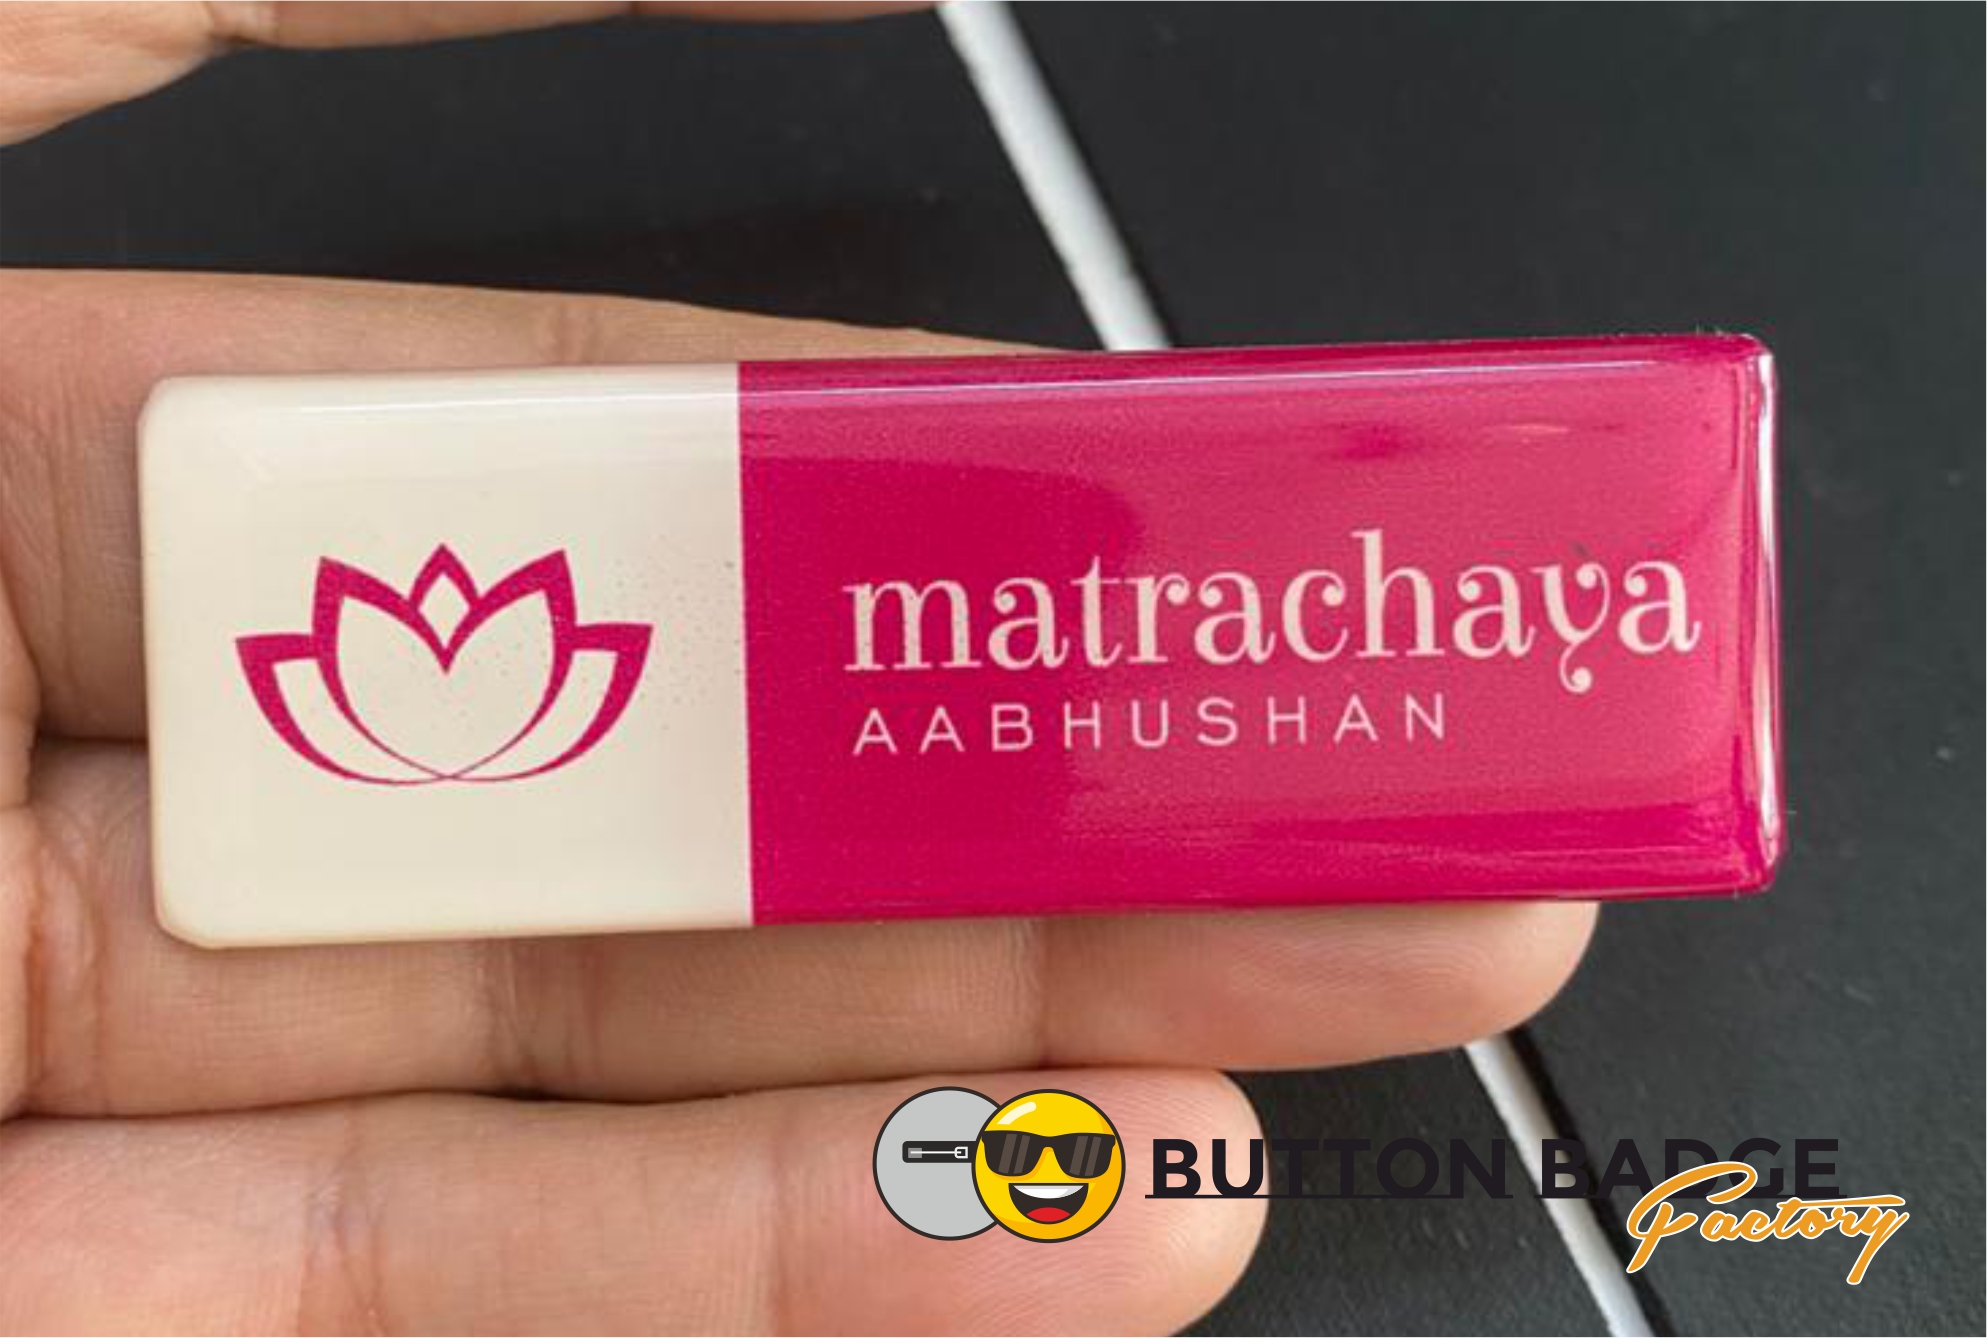 matrachaya
AABHUSHAN
BUTTON BADGE
Factory